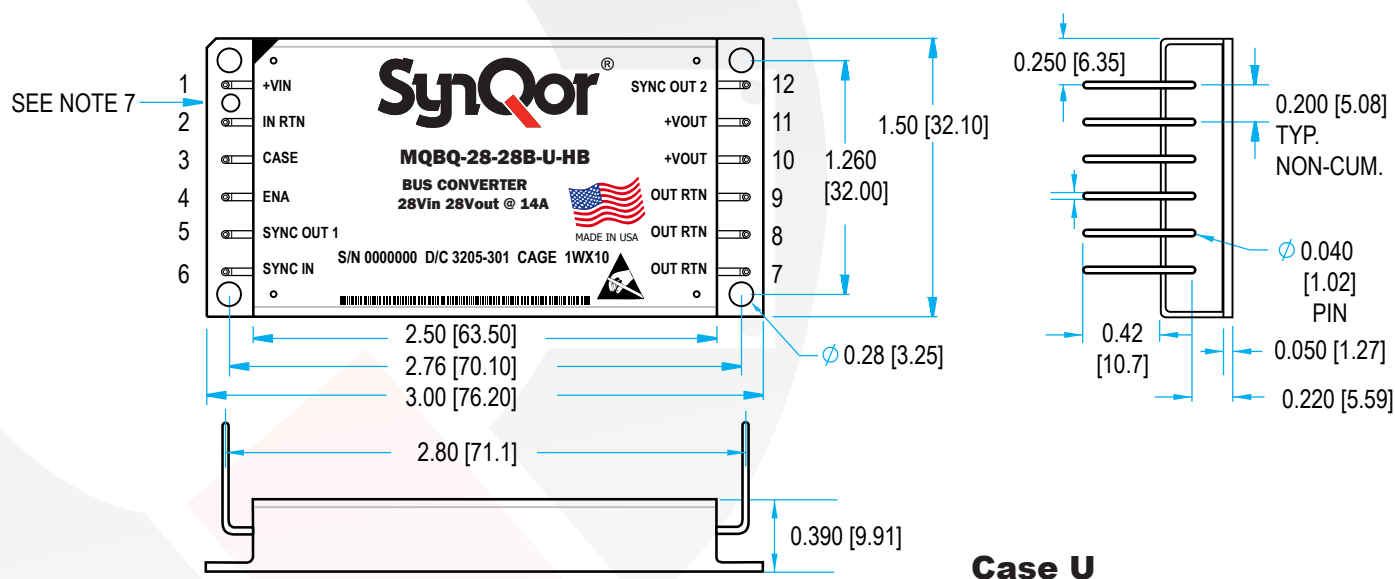 SEE NOTE 7
1
2
3
4
5
6
+VIN
IN RTN
CASE
ENA
SYNC OUT 1
SYNC IN
SynQor®
MQBQ-28-28B-U-HB
BUS CONVERTER
28Vin 28Vout @ 14A
MADE IN USA
S/N 0000000 D/C 3205-301 CAGE 1WX10
SYNC OUT 2
+VOUT
+VOUT
OUT RTN
OUT RTN
OUT RTN
12
11
10
9
8
7
1.260
[32.00]
1.50 [32.10]
2.50 [63.50]
2.76 [70.10]
3.00 [76.20]
∅ 0.28 [3.25]
0.250 [6.35]
0.200 [5.08]
TYP.
NON-CUM.
∅ 0.040
[1.02]
PIN
0.42
[10.7]
0.050 [1.27]
0.220 [5.59]
2.80 [71.1]
0.390 [9.91]
Case U